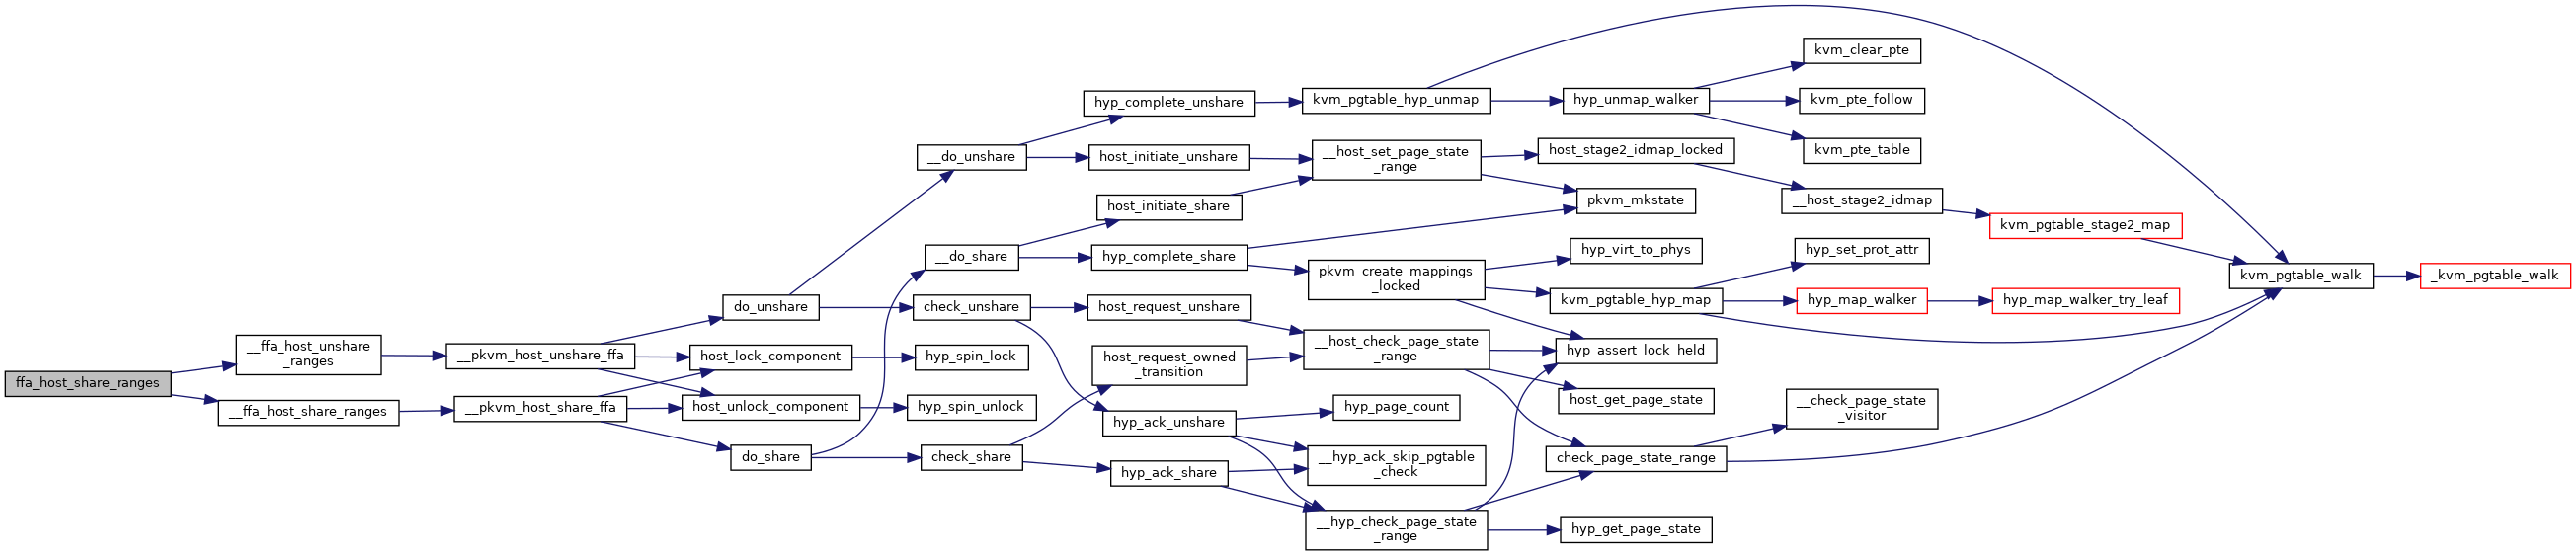 ffa_host_share_ranges
__ffa_host_unshare
_ranges
__ffa_host_share_ranges
__pkvm_host_unshare_ffa
__pkvm_host_share_ffa
do_unshare
host_lock_component
host_unlock_component
do_share
__do_unshare
__do_share
check_unshare
hyp_spin_lock
hyp_spin_unlock
check_share
hyp_complete_unshare
host_initiate_unshare
host_initiate_share
hyp_complete_share
host_request_unshare
host_request_owned
_transition
hyp_ack_unshare
hyp_ack_share
kvm_pgtable_hyp_unmap
__host_set_page_state
_range
pkvm_create_mappings
_locked
__host_check_page_state
_range
hyp_page_count
__hyp_ack_skip_pgtable
_check
__hyp_check_page_state
_range
hyp_unmap_walker
host_stage2_idmap_locked
pkvm_mkstate
hyp_virt_to_phys
kvm_pgtable_hyp_map
hyp_assert_lock_held
host_get_page_state
check_page_state_range
hyp_get_page_state
kvm_clear_pte
kvm_pte_follow
kvm_pte_table
__host_stage2_idmap
hyp_set_prot_attr
hyp_map_walker
__check_page_state
_visitor
kvm_pgtable_stage2_map
hyp_map_walker_try_leaf
kvm_pgtable_walk
_kvm_pgtable_walk